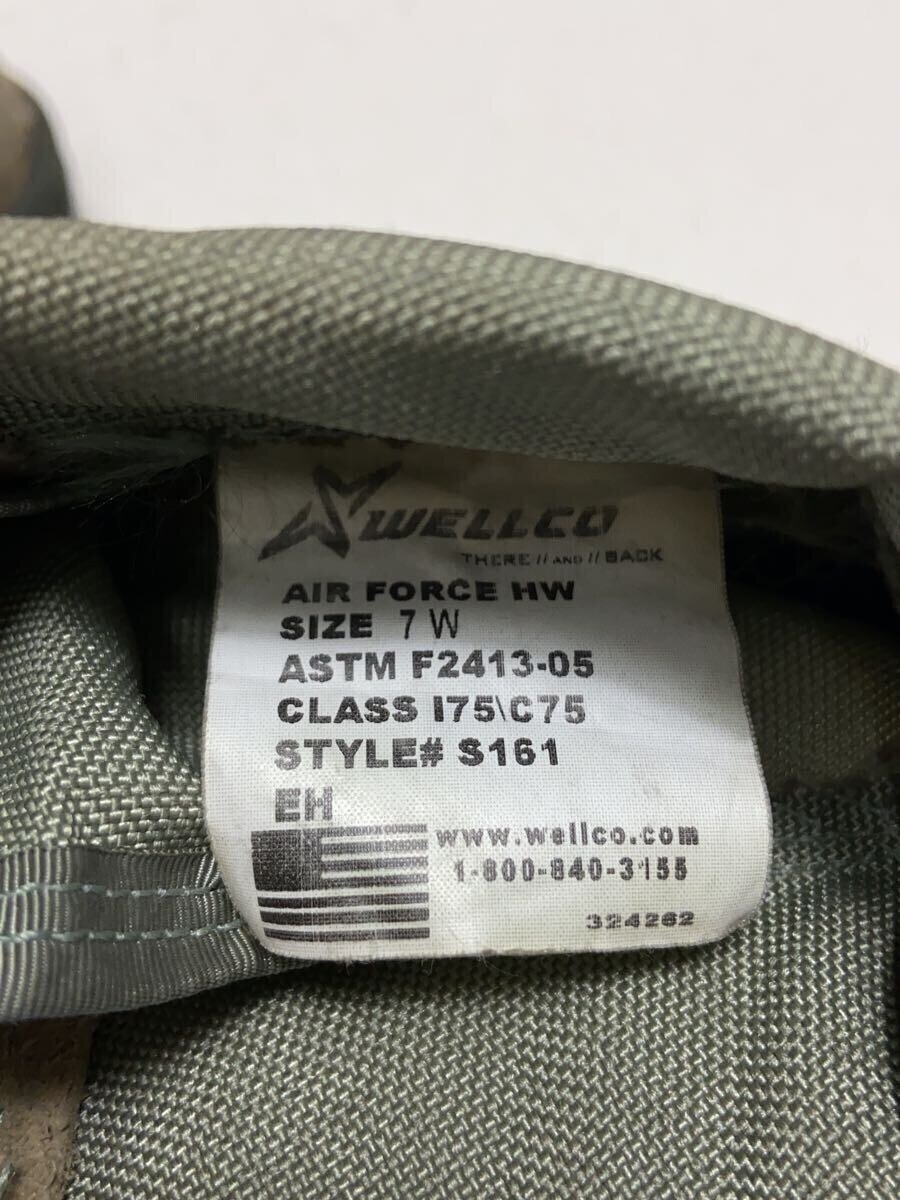 WELLCO
THERE // AND // BACK
AIR FORCE HW
SIZE 7 W
ASTM F2413-05
CLASS I75\C75
STYLE# S161
EH
www.wellco.com
1-800-840-3155
324262